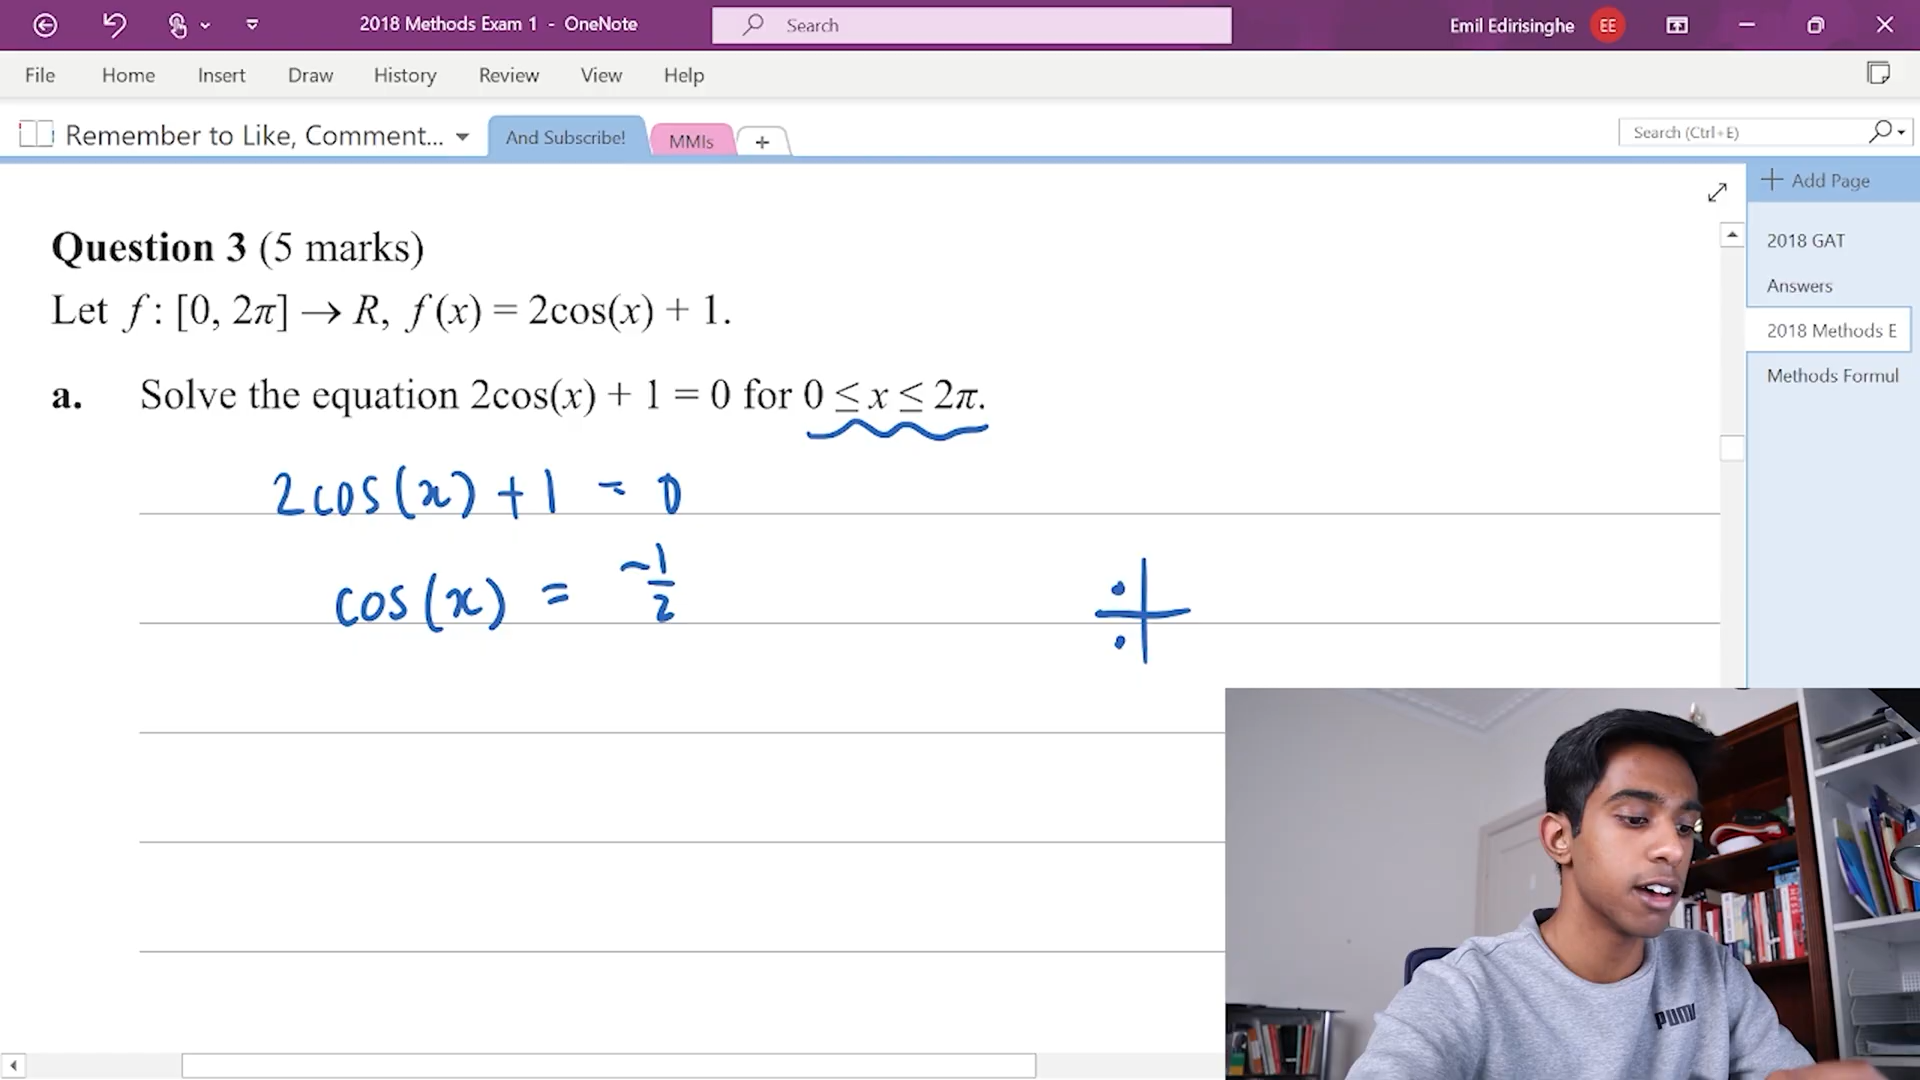 2018 Methods Exam 1 - OneNote
Search
Emil Edirisinghe EE
File Home Insert Draw History Review View Help
Remember to Like, Comment... And Subscribe! MMIs +
Search (Ctrl+E)
+ Add Page
2018 GAT
Answers
2018 Methods E
Methods Formul
Question 3 (5 marks)
Let f : [0, 2π] → R, f(x) = 2cos(x) + 1.
a. Solve the equation 2cos(x) + 1 = 0 for 0 ≤ x ≤ 2π.
2cos(x) + 1 = 0
cos(x) = -1/2
PUMA